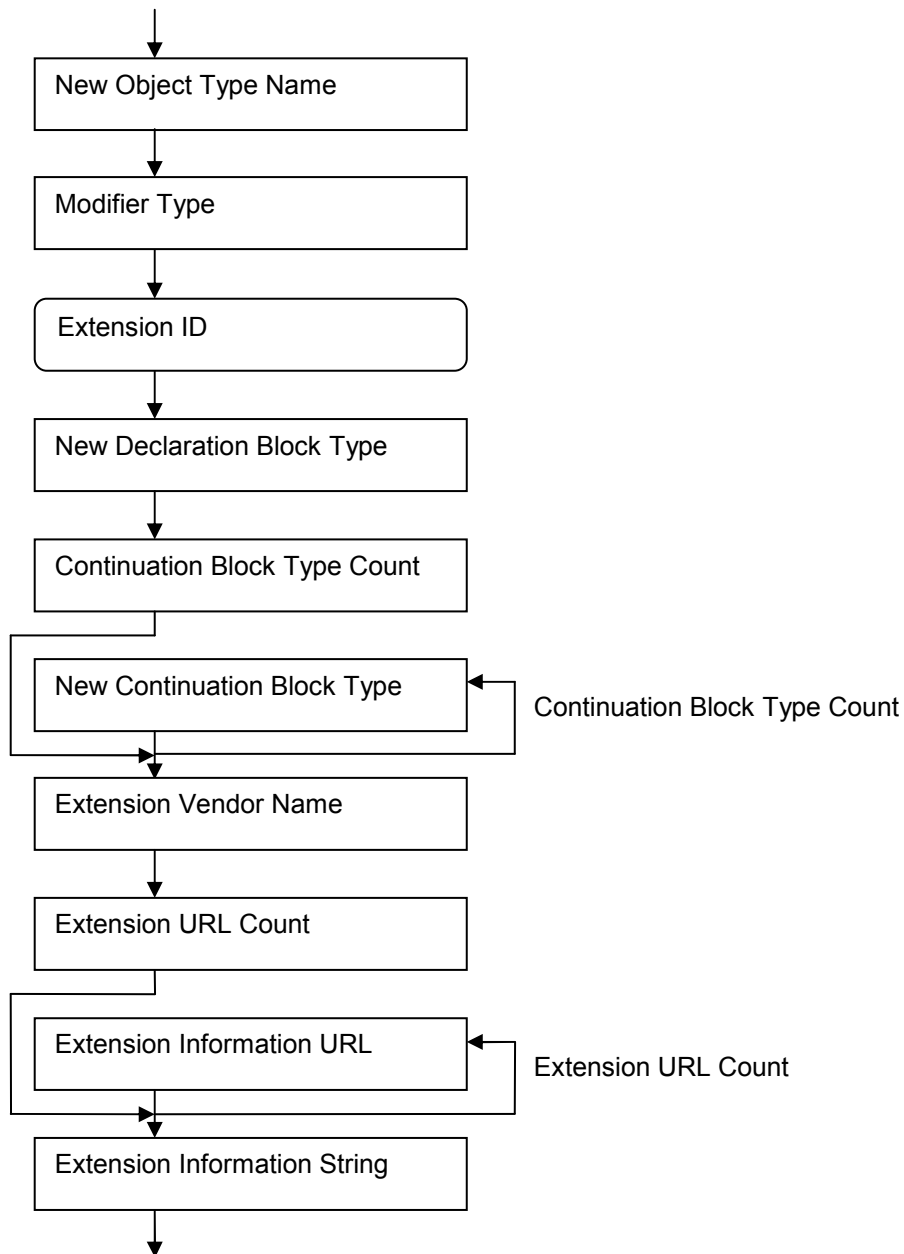 New Object Type Name
Modifier Type
Extension ID
New Declaration Block Type
Continuation Block Type Count
New Continuation Block Type
Continuation Block Type Count
Extension Vendor Name
Extension URL Count
Extension Information URL
Extension URL Count
Extension Information String